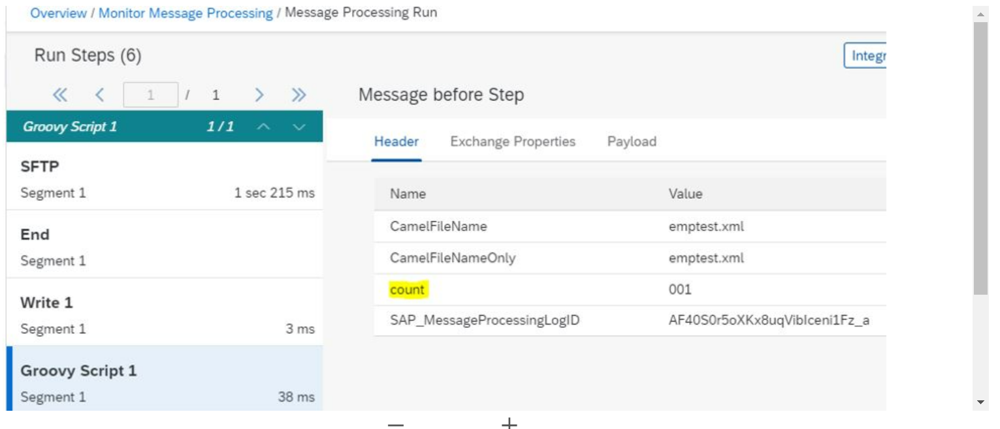 Overview / Monitor Message Processing / Message Processing Run
Run Steps (6)
Integr
1 / 1
Message before Step
Groovy Script 1 1 / 1
Header Exchange Properties Payload
SFTP
Segment 1 1 sec 215 ms
Name Value
End
Segment 1
CamelFileName emptest.xml
CamelFileNameOnly emptest.xml
count 001
SAP_MessageProcessingLogID AF40S0r5oXKx8uqVibIceni1Fz_a
Write 1
Segment 1 3 ms
Groovy Script 1
Segment 1 38 ms